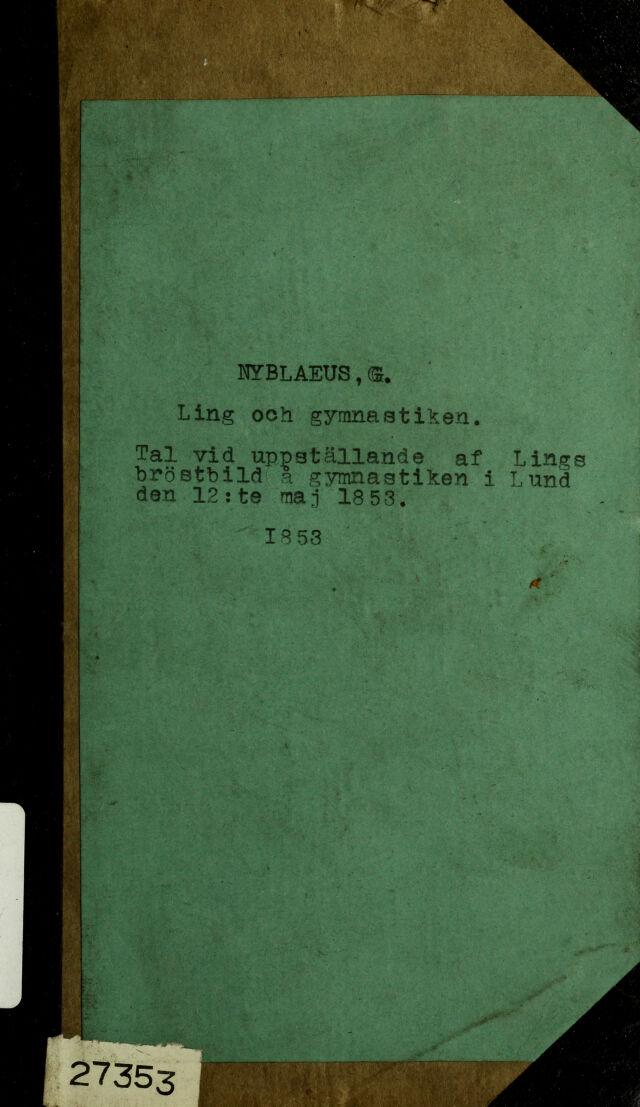 NYBLAEUS, G.
Ling och gymnastiken.
Tal vid uppställande af Lings
bröstbild å gymnastiken i Lund
den 12:te maj 1853.
1853
27353